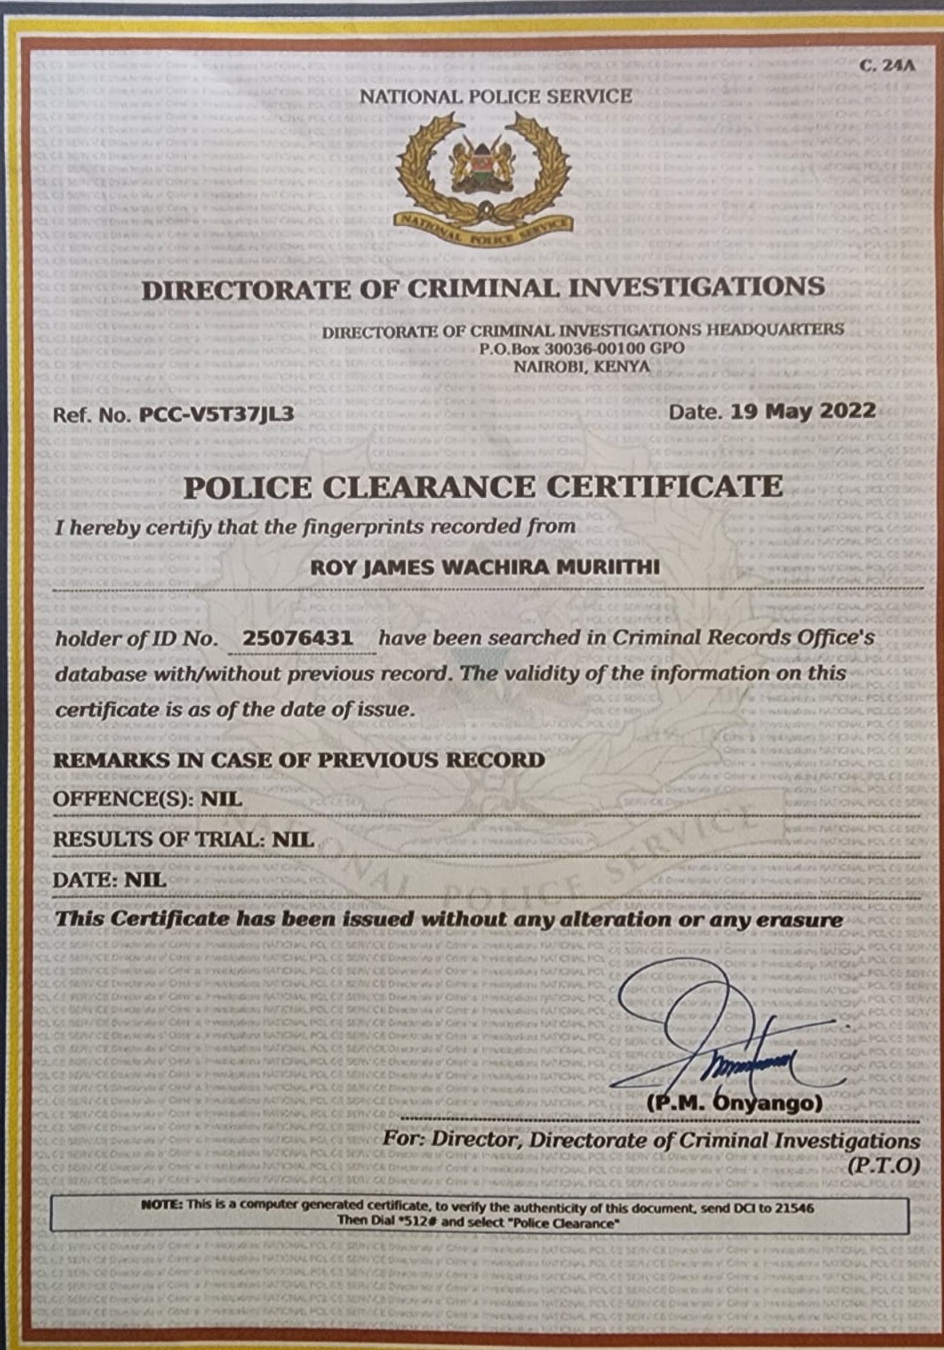 C. 24A
NATIONAL POLICE SERVICE
NATIONAL POLICE SERVICE
DIRECTORATE OF CRIMINAL INVESTIGATIONS
DIRECTORATE OF CRIMINAL INVESTIGATIONS HEADQUARTERS
P.O.Box 30036-00100 GPO
NAIROBI, KENYA
Ref. No. PCC-V5T37JL3 Date. 19 May 2022
POLICE CLEARANCE CERTIFICATE
I hereby certify that the fingerprints recorded from
ROY JAMES WACHIRA MURIITHI
holder of ID No. 25076431 have been searched in Criminal Records Office's
database with/without previous record. The validity of the information on this
certificate is as of the date of issue.
REMARKS IN CASE OF PREVIOUS RECORD
OFFENCE(S): NIL
RESULTS OF TRIAL: NIL
DATE: NIL
This Certificate has been issued without any alteration or any erasure
(P.M. Onyango)
For: Director, Directorate of Criminal Investigations
(P.T.O)
NOTE: This is a computer generated certificate, to verify the authenticity of this document, send DCI to 21546
Then Dial *512# and select "Police Clearance"